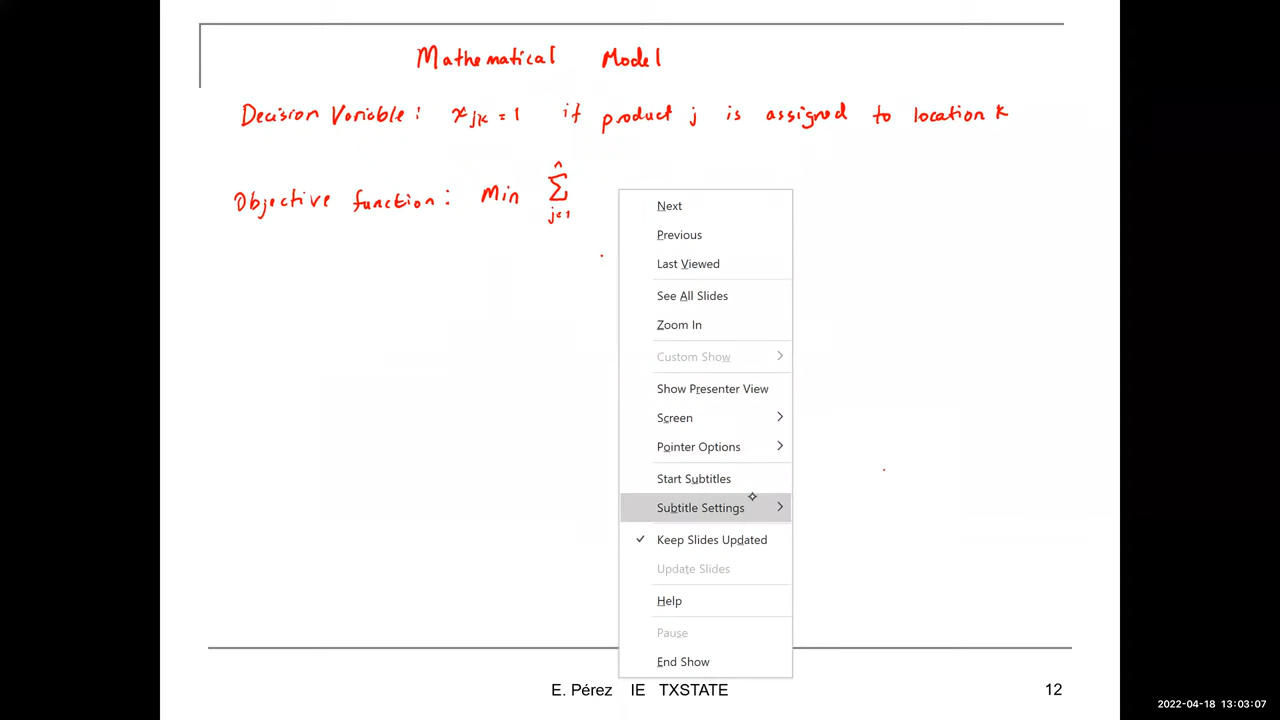 Mathematical Model
Decision Variable: x jk = 1 if product j is assigned to location k
Objective function: Min n Σ j=1
Next
Previous
Last Viewed
See All Slides
Zoom In
Custom Show
Show Presenter View
Screen
Pointer Options
Start Subtitles
Subtitle Settings
Keep Slides Updated
Update Slides
Help
Pause
End Show
E. Pérez IE TXSTATE 12
2022-04-18 13:03:07